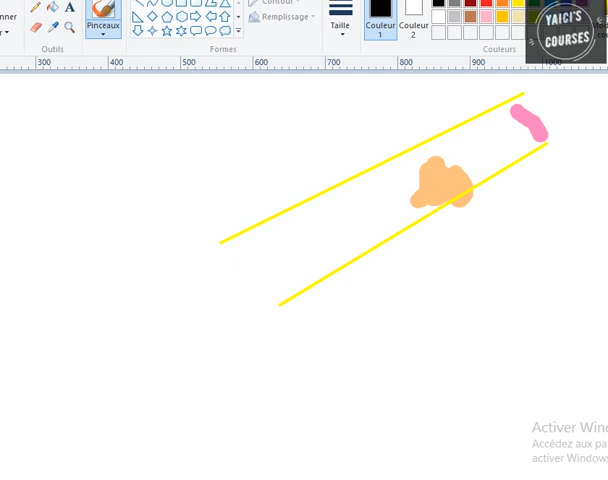 nner
A
Pinceaux
Outils
Contour
Remplissage
Formes
Taille
Couleur
1
Couleur
2
Couleurs
YAICI'S
COURSES
300 400 500 600 700 800 900 1000
Activer Wind
Accédez aux pa
activer Windows